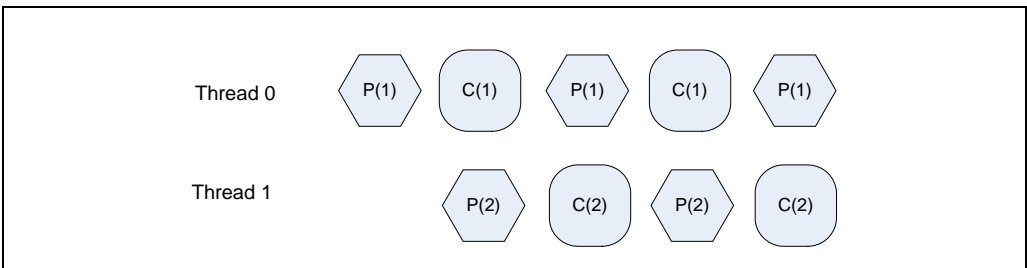 Thread 0 P(1) C(1) P(1) C(1) P(1)
Thread 1 P(2) C(2) P(2) C(2)